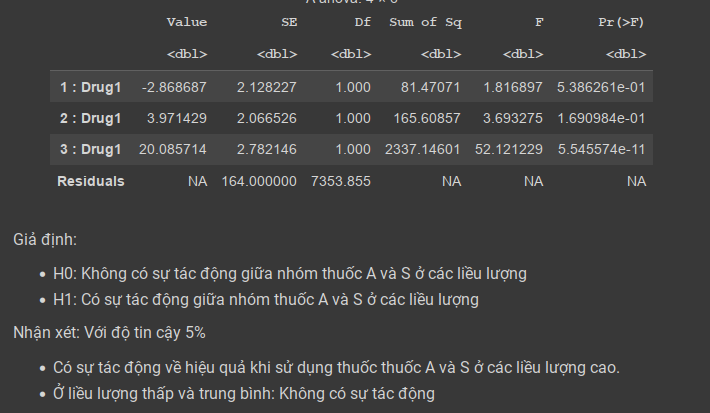 A anova: 4 × 6
Value SE Df Sum of Sq F Pr(>F)
<dbl> <dbl> <dbl> <dbl> <dbl> <dbl>
1 : Drug1 -2.868687 2.128227 1.000 81.47071 1.816897 5.386261e-01
2 : Drug1 3.971429 2.066526 1.000 165.60857 3.693275 1.690984e-01
3 : Drug1 20.085714 2.782146 1.000 2337.14601 52.121229 5.545574e-11
Residuals NA 164.000000 7353.855 NA NA NA
Giả định:
• H0: Không có sự tác động giữa nhóm thuốc A và S ở các liều lượng
• H1: Có sự tác động giữa nhóm thuốc A và S ở các liều lượng
Nhận xét: Với độ tin cậy 5%
• Có sự tác động về hiệu quả khi sử dụng thuốc thuốc A và S ở các liều lượng cao.
• Ở liều lượng thấp và trung bình: Không có sự tác động